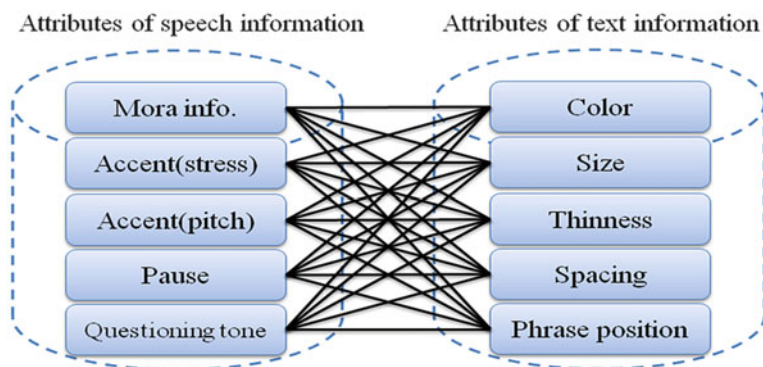 Attributes of speech information
Mora info.
Accent(stress)
Accent(pitch)
Pause
Questioning tone
Attributes of text information
Color
Size
Thinness
Spacing
Phrase position